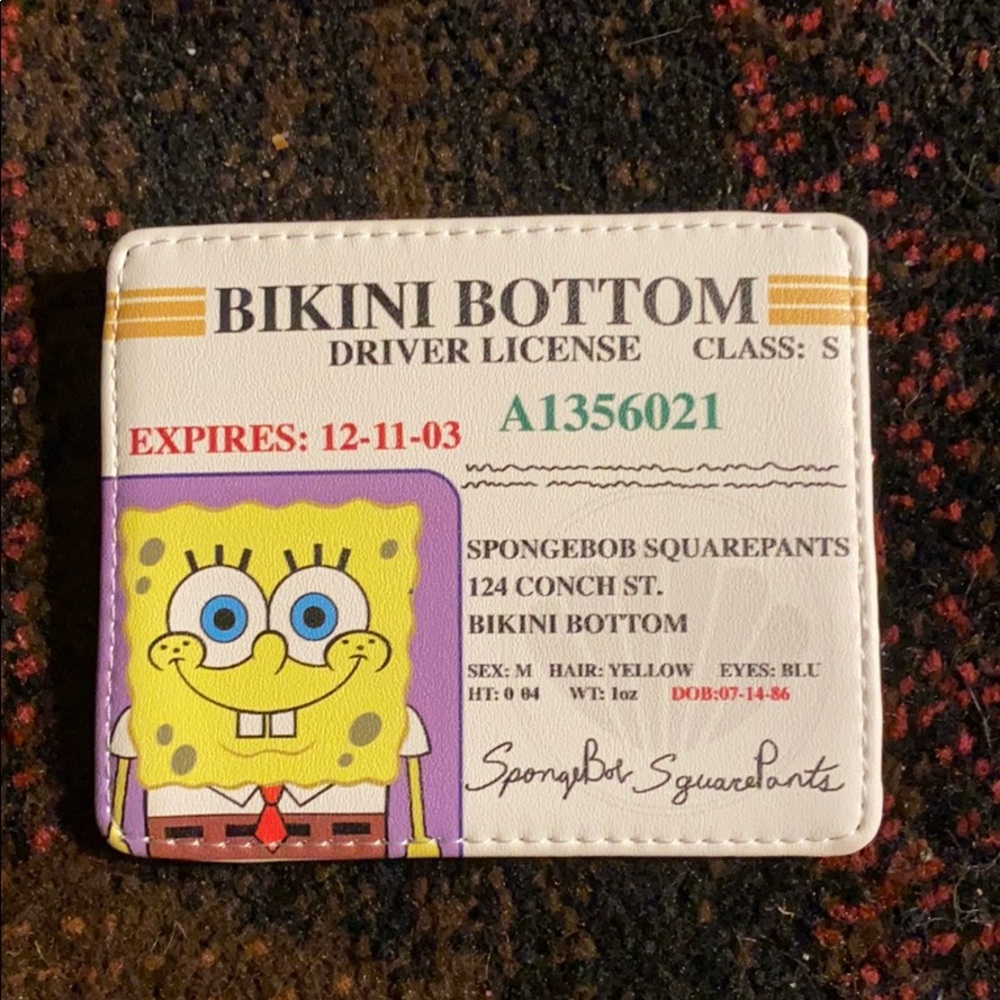 BIKINI BOTTOM
DRIVER LICENSE CLASS: S
A1356021
EXPIRES: 12-11-03
SPONGEBOB SQUAREPANTS
124 CONCH ST.
BIKINI BOTTOM
SEX: M HAIR: YELLOW EYES: BLU
HT: 0 04 WT: 1oz DOB:07-14-86
SpongeBob SquarePants